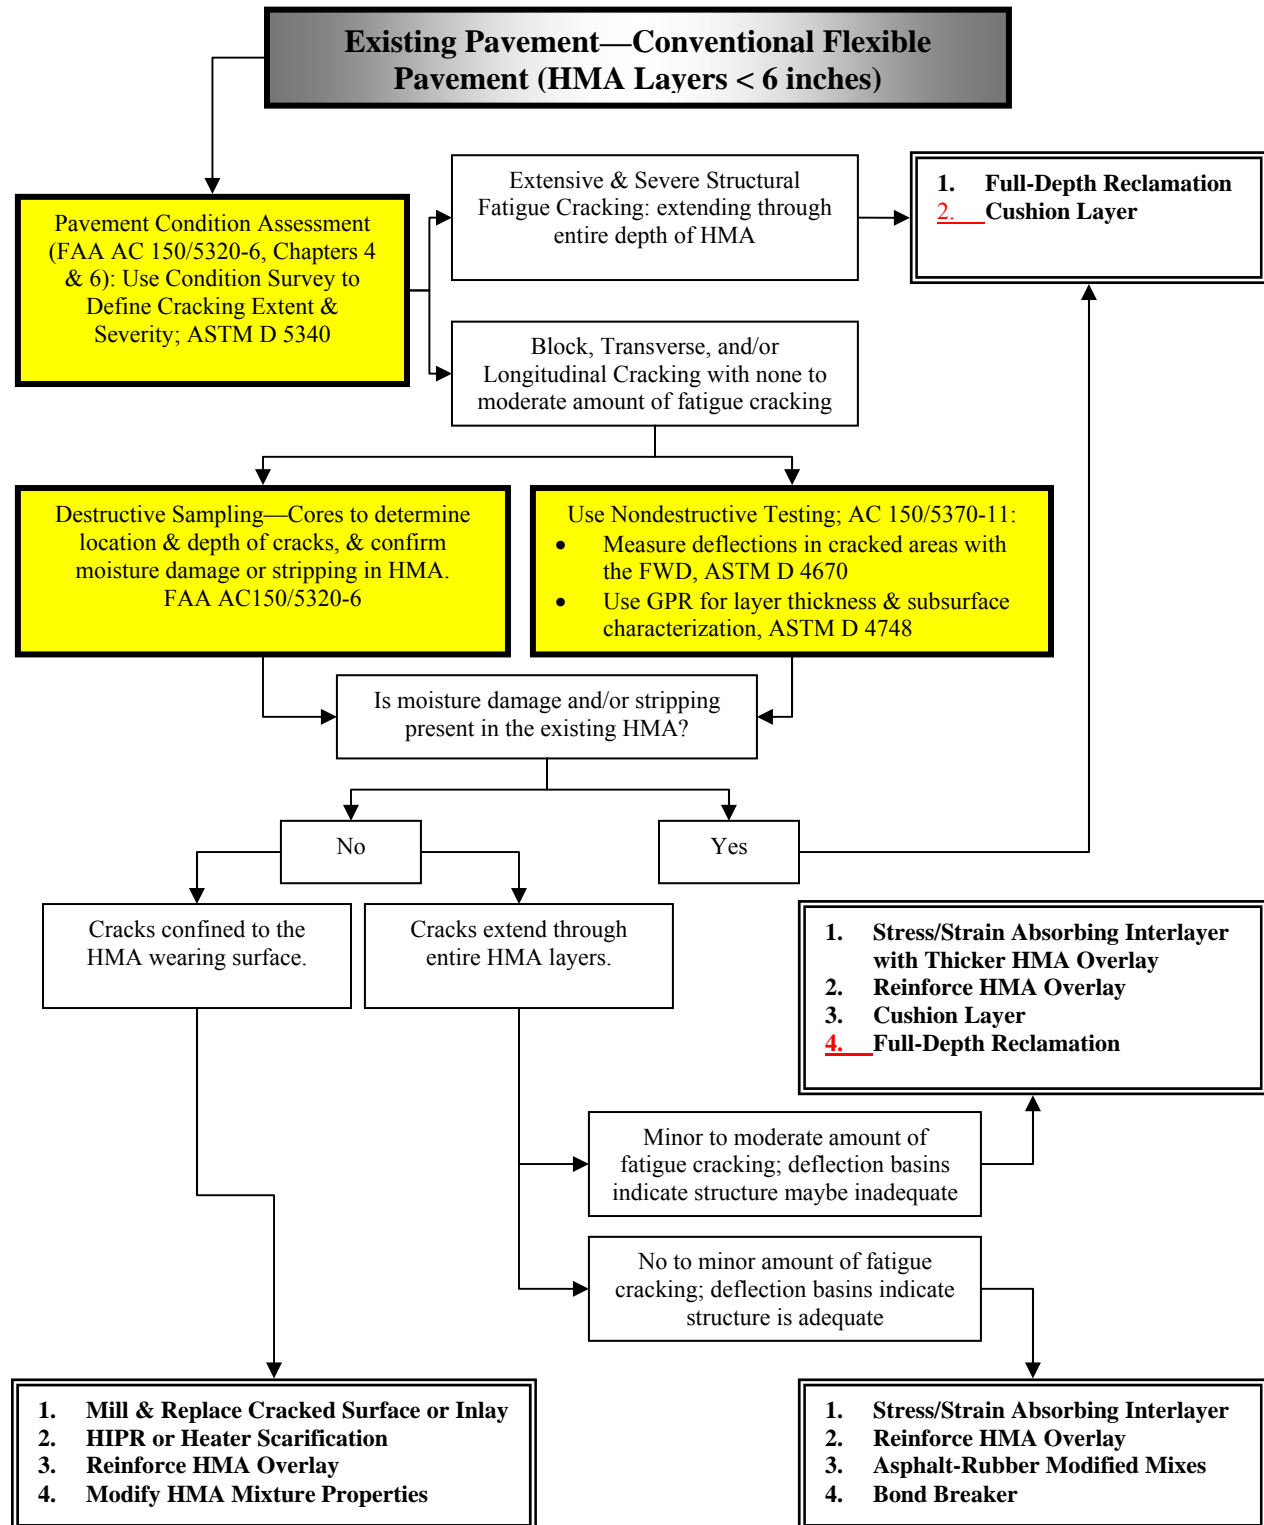 Existing Pavement—Conventional Flexible
Pavement (HMA Layers < 6 inches)
Extensive & Severe Structural
Fatigue Cracking: extending through
entire depth of HMA
1. Full-Depth Reclamation
2. Cushion Layer
Pavement Condition Assessment
(FAA AC 150/5320-6, Chapters 4
& 6): Use Condition Survey to
Define Cracking Extent &
Severity; ASTM D 5340
Block, Transverse, and/or
Longitudinal Cracking with none to
moderate amount of fatigue cracking
Destructive Sampling—Cores to determine
location & depth of cracks, & confirm
moisture damage or stripping in HMA.
FAA AC150/5320-6
Use Nondestructive Testing; AC 150/5370-11:
• Measure deflections in cracked areas with
the FWD, ASTM D 4670
• Use GPR for layer thickness & subsurface
characterization, ASTM D 4748
Is moisture damage and/or stripping
present in the existing HMA?
No
Yes
Cracks confined to the
HMA wearing surface.
Cracks extend through
entire HMA layers.
1. Stress/Strain Absorbing Interlayer
with Thicker HMA Overlay
2. Reinforce HMA Overlay
3. Cushion Layer
4. Full-Depth Reclamation
Minor to moderate amount of
fatigue cracking; deflection basins
indicate structure maybe inadequate
No to minor amount of fatigue
cracking; deflection basins indicate
structure is adequate
1. Mill & Replace Cracked Surface or Inlay
2. HIPR or Heater Scarification
3. Reinforce HMA Overlay
4. Modify HMA Mixture Properties
1. Stress/Strain Absorbing Interlayer
2. Reinforce HMA Overlay
3. Asphalt-Rubber Modified Mixes
4. Bond Breaker